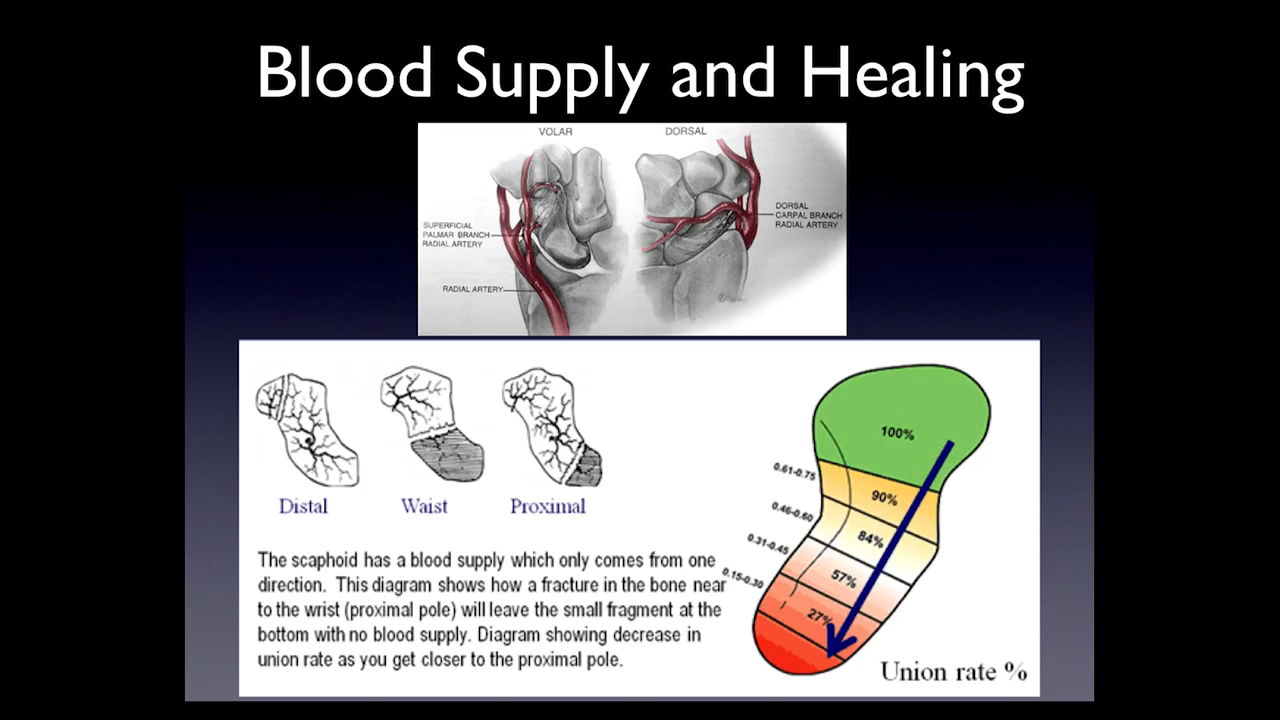 Blood Supply and Healing
VOLAR
DORSAL
SUPERFICIAL
PALMAR BRANCH
RADIAL ARTERY
RADIAL ARTERY
DORSAL
CARPAL BRANCH
RADIAL ARTERY
Distal
Waist
Proximal
The scaphoid has a blood supply which only comes from one
direction. This diagram shows how a fracture in the bone near
to the wrist (proximal pole) will leave the small fragment at the
bottom with no blood supply. Diagram showing decrease in
union rate as you get closer to the proximal pole.
100%
0.61-0.75
90%
0.46-0.60
84%
0.31-0.45
57%
0.15-0.30
27%
Union rate %